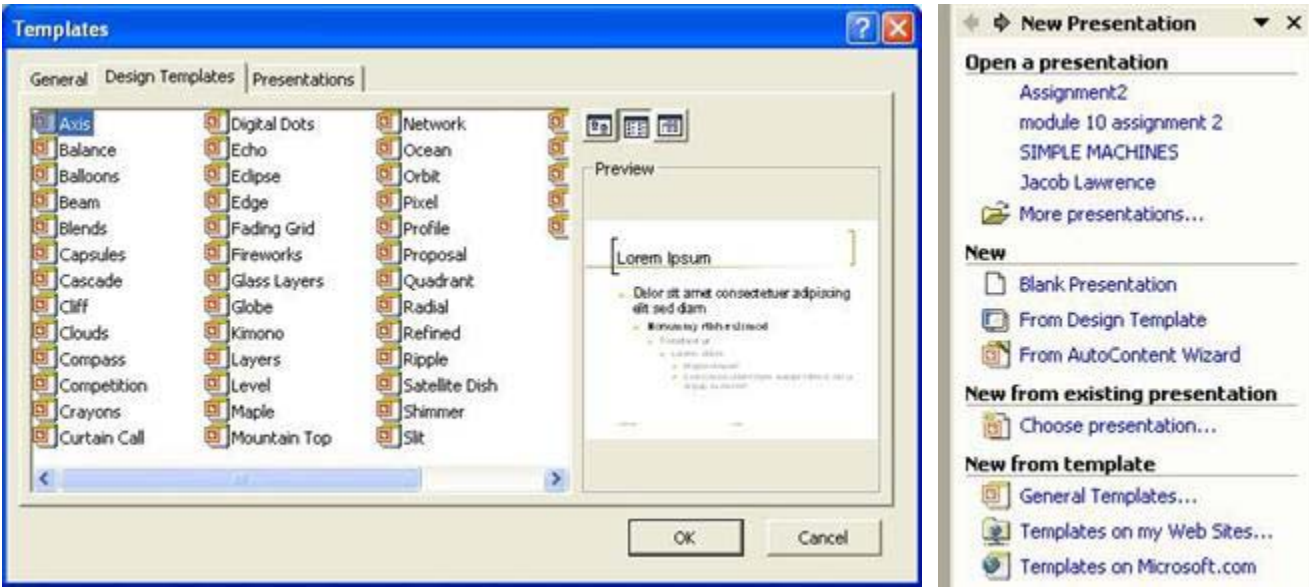 Templates
General Design Templates Presentations
Axis Digital Dots Network
Balance Echo Ocean
Balloons Eclipse Orbit
Beam Edge Pixel
Blends Fading Grid Profile
Capsules Fireworks Proposal
Cascade Glass Layers Quadrant
Cliff Globe Radial
Clouds Kimono Refined
Compass Layers Ripple
Competition Level Satellite Dish
Crayons Maple Shimmer
Curtain Call Mountain Top Slit
Preview
Lorem Ipsum
Dolor sit amet consectetuer adipiscing
elit sed diam
OK Cancel
New Presentation
Open a presentation
Assignment2
module 10 assignment 2
SIMPLE MACHINES
Jacob Lawrence
More presentations...
New
Blank Presentation
From Design Template
From AutoContent Wizard
New from existing presentation
Choose presentation...
New from template
General Templates...
Templates on my Web Sites...
Templates on Microsoft.com